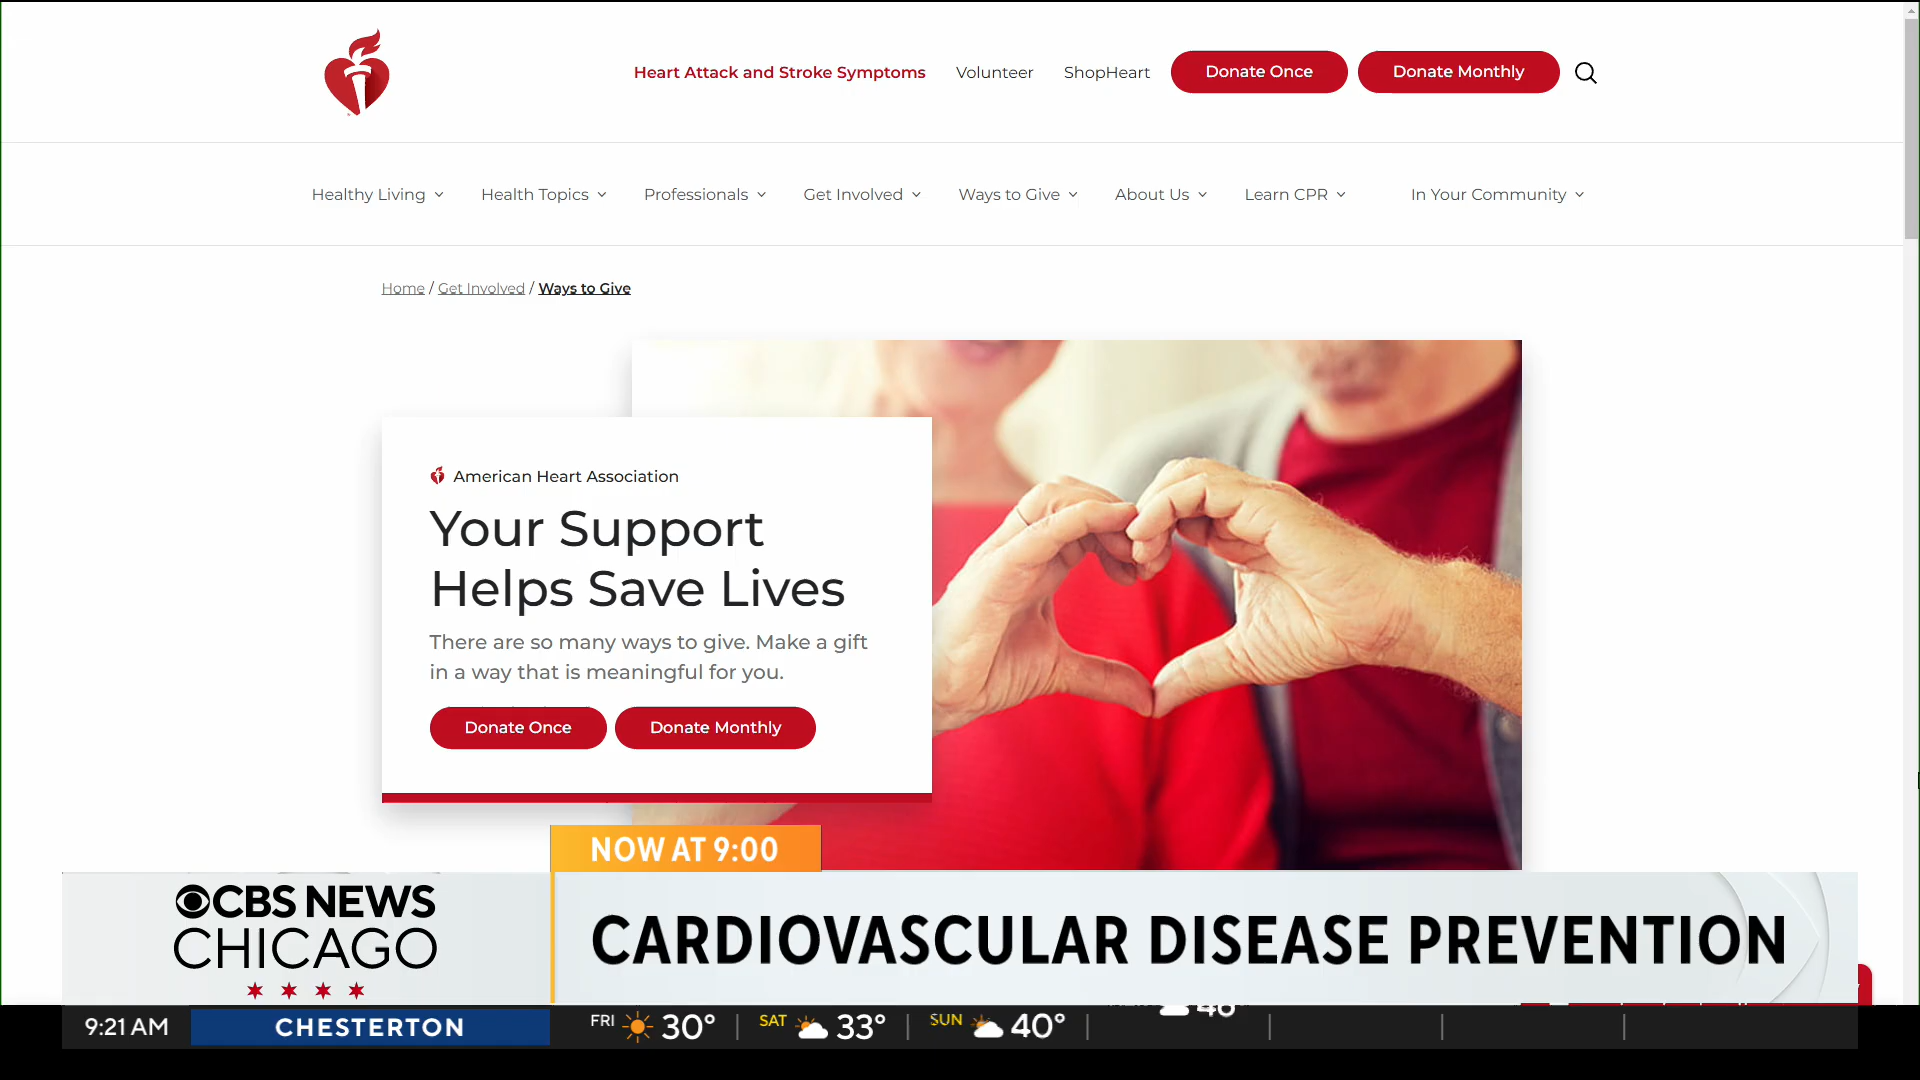 Heart Attack and Stroke Symptoms Volunteer ShopHeart Donate Once Donate Monthly
Healthy Living Health Topics Professionals Get Involved Ways to Give About Us Learn CPR In Your Community
Home / Get Involved / Ways to Give
American Heart Association
Your Support
Helps Save Lives
There are so many ways to give. Make a gift
in a way that is meaningful for you.
Donate Once Donate Monthly
NOW AT 9:00
CBS NEWS
CHICAGO
CARDIOVASCULAR DISEASE PREVENTION
9:21 AM CHESTERTON FRI 30° SAT 33° SUN 40°